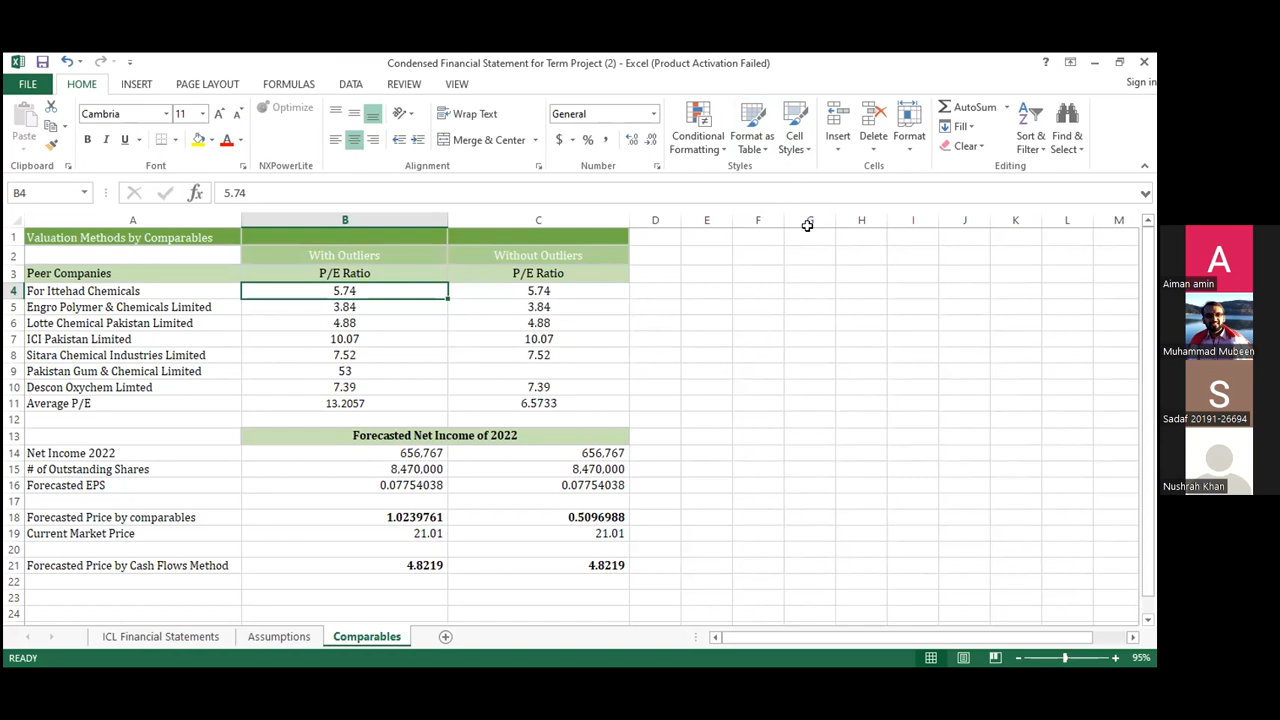 Condensed Financial Statement for Term Project (2) - Excel (Product Activation Failed)
?
FILE HOME INSERT PAGE LAYOUT FORMULAS DATA REVIEW VIEW Sign in
Paste
Clipboard
Cambria 11 A A
B I U A
Font
Optimize
NXPowerLite
Wrap Text
Merge & Center
Alignment
General
$ % , .0 .00 .00 .0
Number
Conditional Formatting
Format as Table
Cell Styles
Styles
Insert Delete Format
Cells
AutoSum
Fill
Clear
Sort & Filter
Find & Select
Editing
B4 fx 5.74
A B C D E F G H I J K L M
1 Valuation Methods by Comparables
2 With Outliers Without Outliers
3 Peer Companies P/E Ratio P/E Ratio
4 For Ittehad Chemicals 5.74 5.74
5 Engro Polymer & Chemicals Limited 3.84 3.84
6 Lotte Chemical Pakistan Limited 4.88 4.88
7 ICI Pakistan Limited 10.07 10.07
8 Sitara Chemical Industries Limited 7.52 7.52
9 Pakistan Gum & Chemical Limited 53
10 Descon Oxychem Limted 7.39 7.39
11 Average P/E 13.2057 6.5733
12
13 Forecasted Net Income of 2022
14 Net Income 2022 656,767 656,767
15 # of Outstanding Shares 8,470,000 8,470,000
16 Forecasted EPS 0.07754038 0.07754038
17
18 Forecasted Price by comparables 1.0239761 0.5096988
19 Current Market Price 21.01 21.01
20
21 Forecasted Price by Cash Flows Method 4.8219 4.8219
22
23
24
ICL Financial Statements Assumptions Comparables
READY 95%
A
Aiman amin
Muhammad Mubeen
S
Sadaf 20191-26694
Nushrah Khan